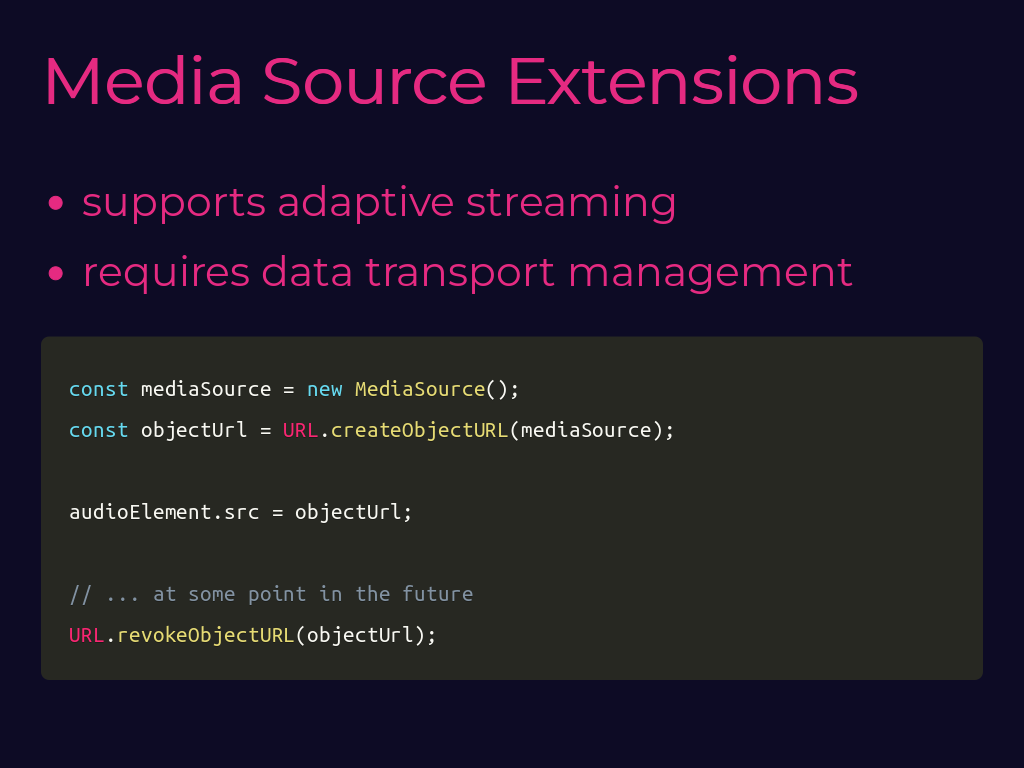 Media Source Extensions
• supports adaptive streaming
• requires data transport management
const mediaSource = new MediaSource();
const objectUrl = URL.createObjectURL(mediaSource);
audioElement.src = objectUrl;
// ... at some point in the future
URL.revokeObjectURL(objectUrl);